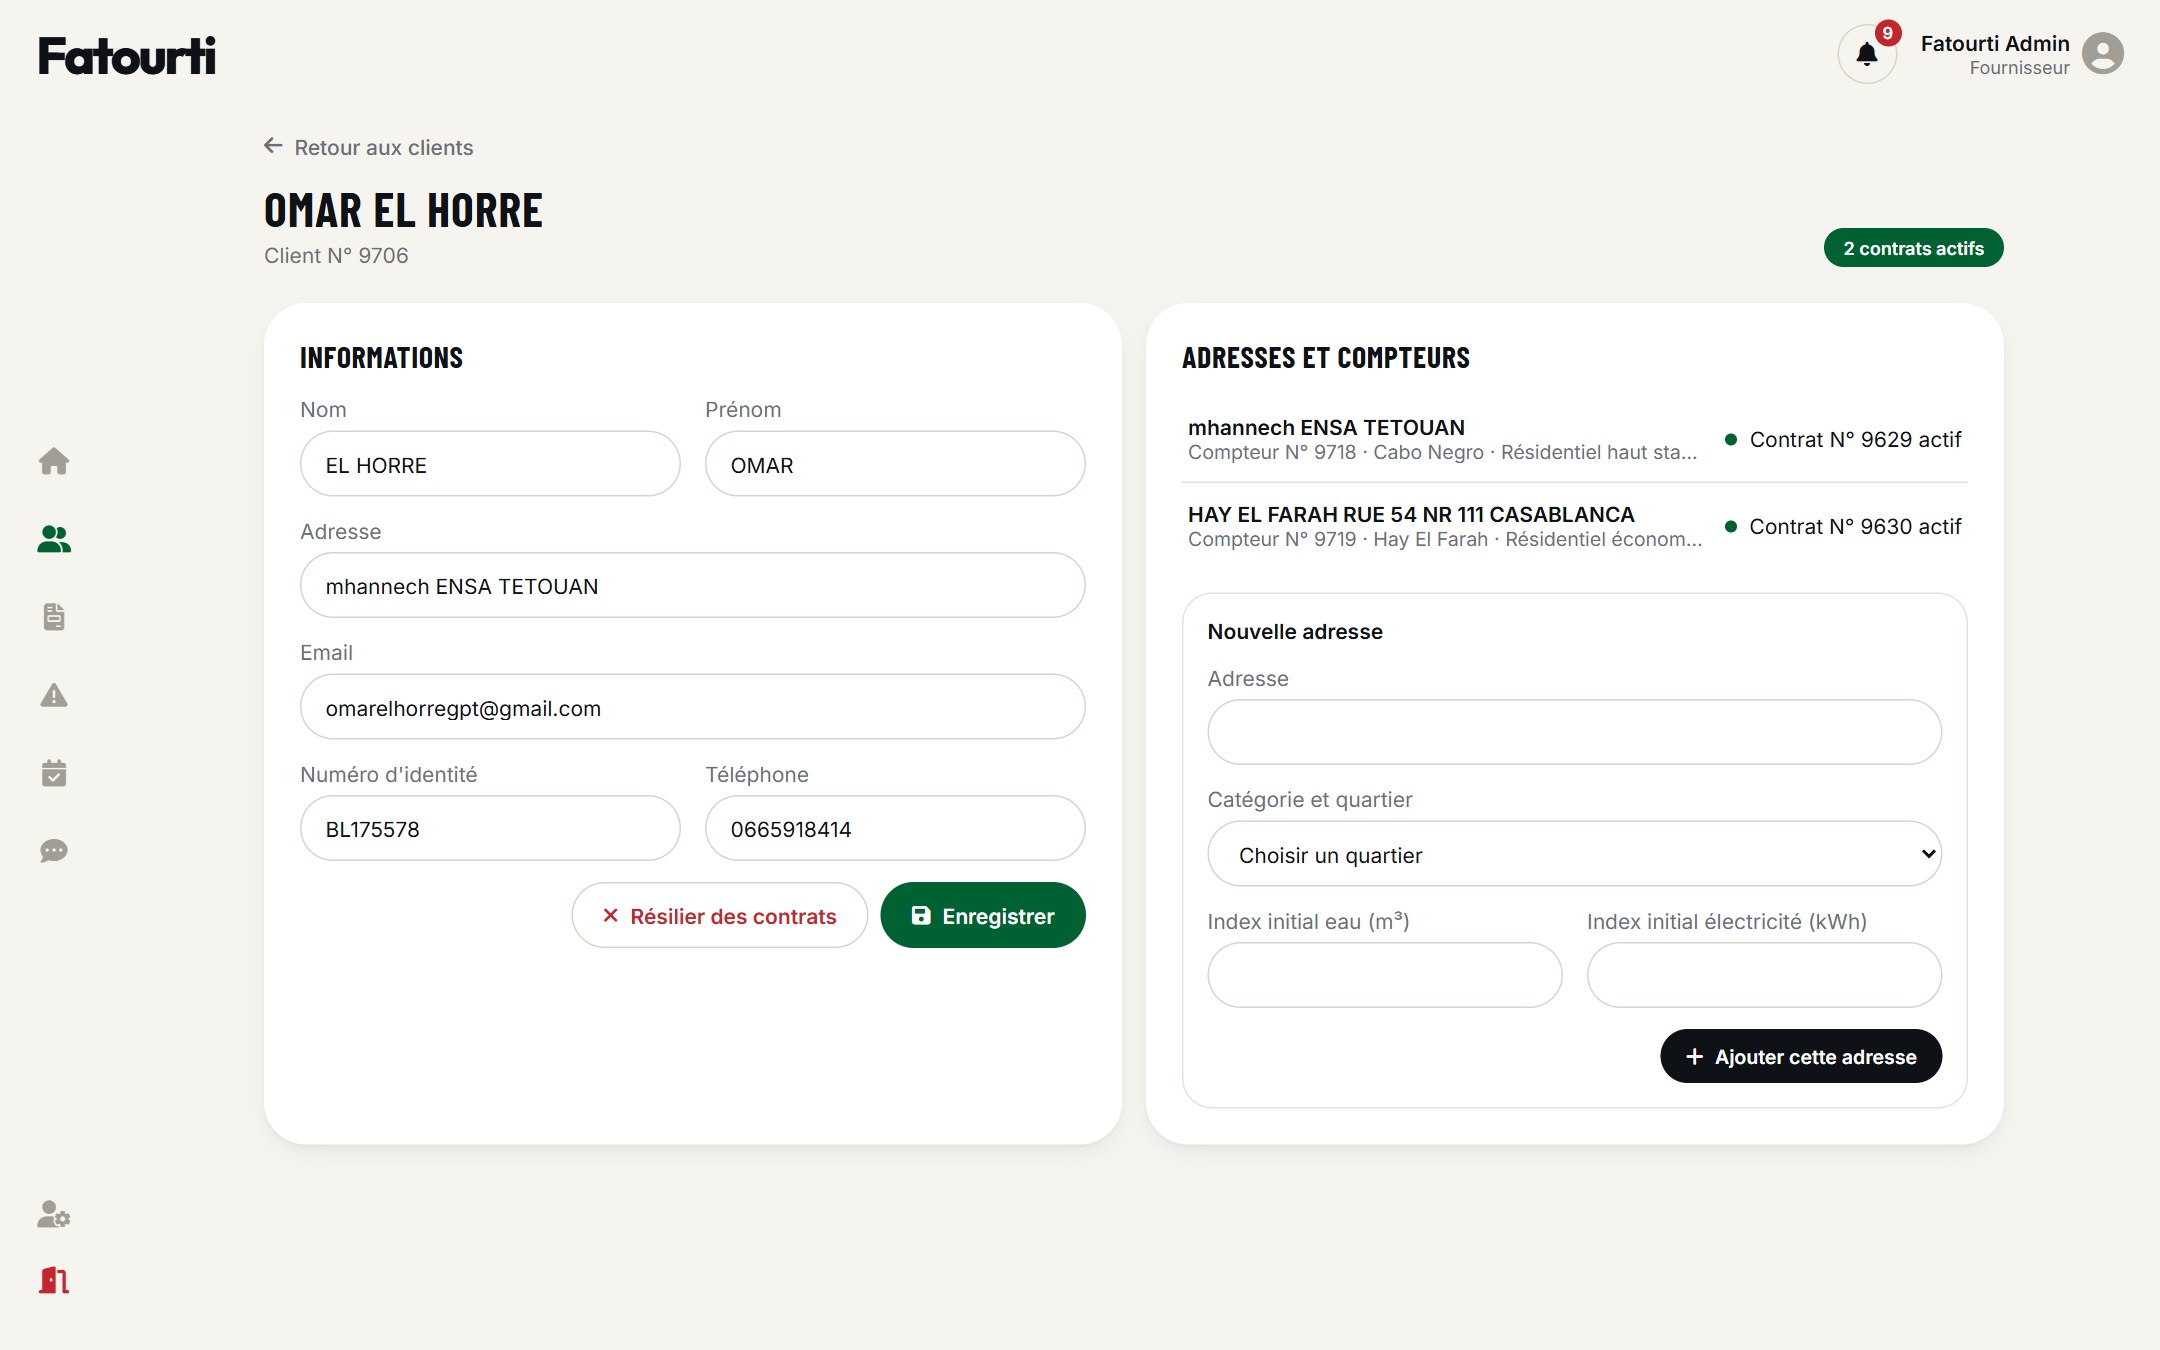 Fatourti
9
Fatourti Admin
Fournisseur
Retour aux clients
OMAR EL HORRE
Client N° 9706
2 contrats actifs
INFORMATIONS
Nom
Prénom
EL HORRE
OMAR
Adresse
mhannech ENSA TETOUAN
Email
omarelhorregpt@gmail.com
Numéro d'identité
Téléphone
BL175578
0665918414
Résilier des contrats
Enregistrer
ADRESSES ET COMPTEURS
mhannech ENSA TETOUAN
Compteur N° 9718 · Cabo Negro · Résidentiel haut sta...
Contrat N° 9629 actif
HAY EL FARAH RUE 54 NR 111 CASABLANCA
Compteur N° 9719 · Hay El Farah · Résidentiel économ...
Contrat N° 9630 actif
Nouvelle adresse
Adresse
Catégorie et quartier
Choisir un quartier
Index initial eau (m³)
Index initial électricité (kWh)
Ajouter cette adresse